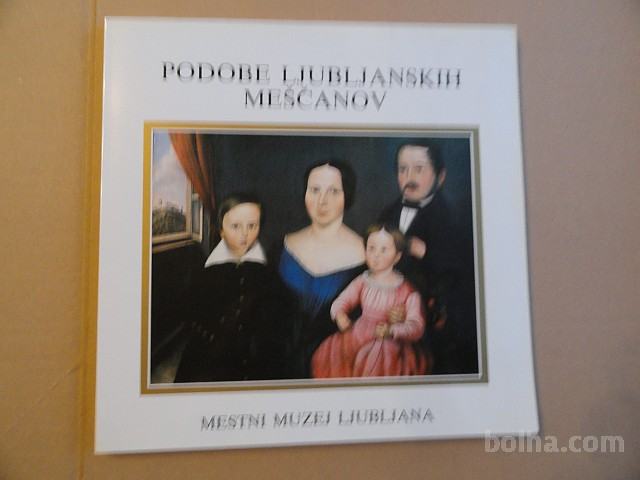 PODOBE LJUBLJANSKIH
MEŠČANOV
MESTNI MUZEJ LJUBLJANA
bolha.com